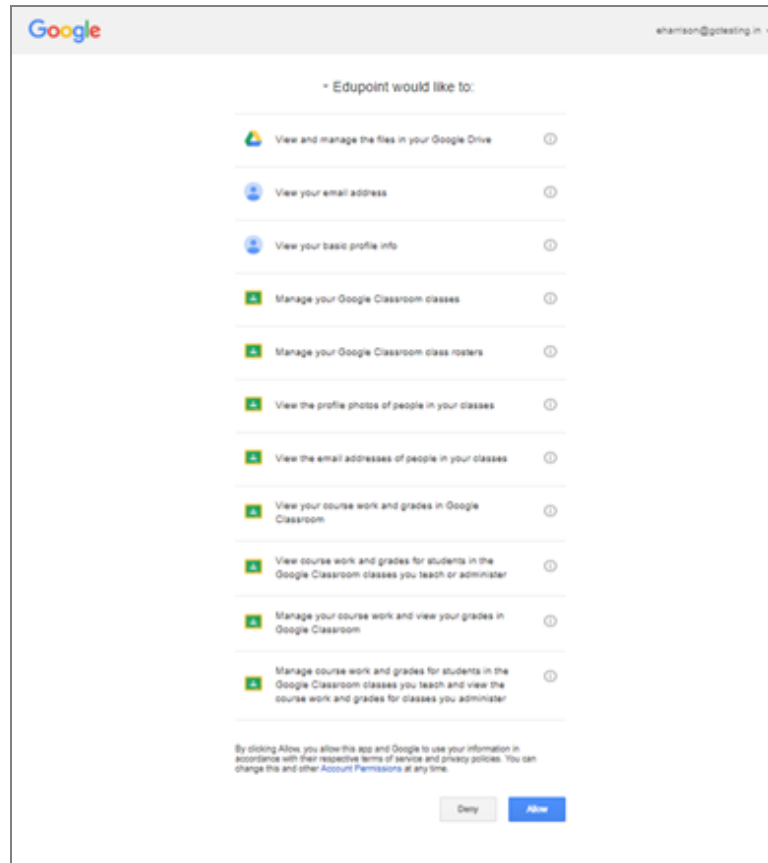 Google
eharrison@gctesting.in
- Edupoint would like to:
View and manage the files in your Google Drive
View your email address
View your basic profile info
Manage your Google Classroom classes
Manage your Google Classroom class rosters
View the profile photos of people in your classes
View the email addresses of people in your classes
View your course work and grades in Google
Classroom
View course work and grades for students in the
Google Classroom classes you teach or administer
Manage your course work and view your grades in
Google Classroom
Manage course work and grades for students in the
Google Classroom classes you teach and view the
course work and grades for classes you administer
By clicking Allow, you allow this app and Google to use your information in
accordance with their respective terms of service and privacy policies. You can
change this and other Account Permissions at any time.
Deny
Allow